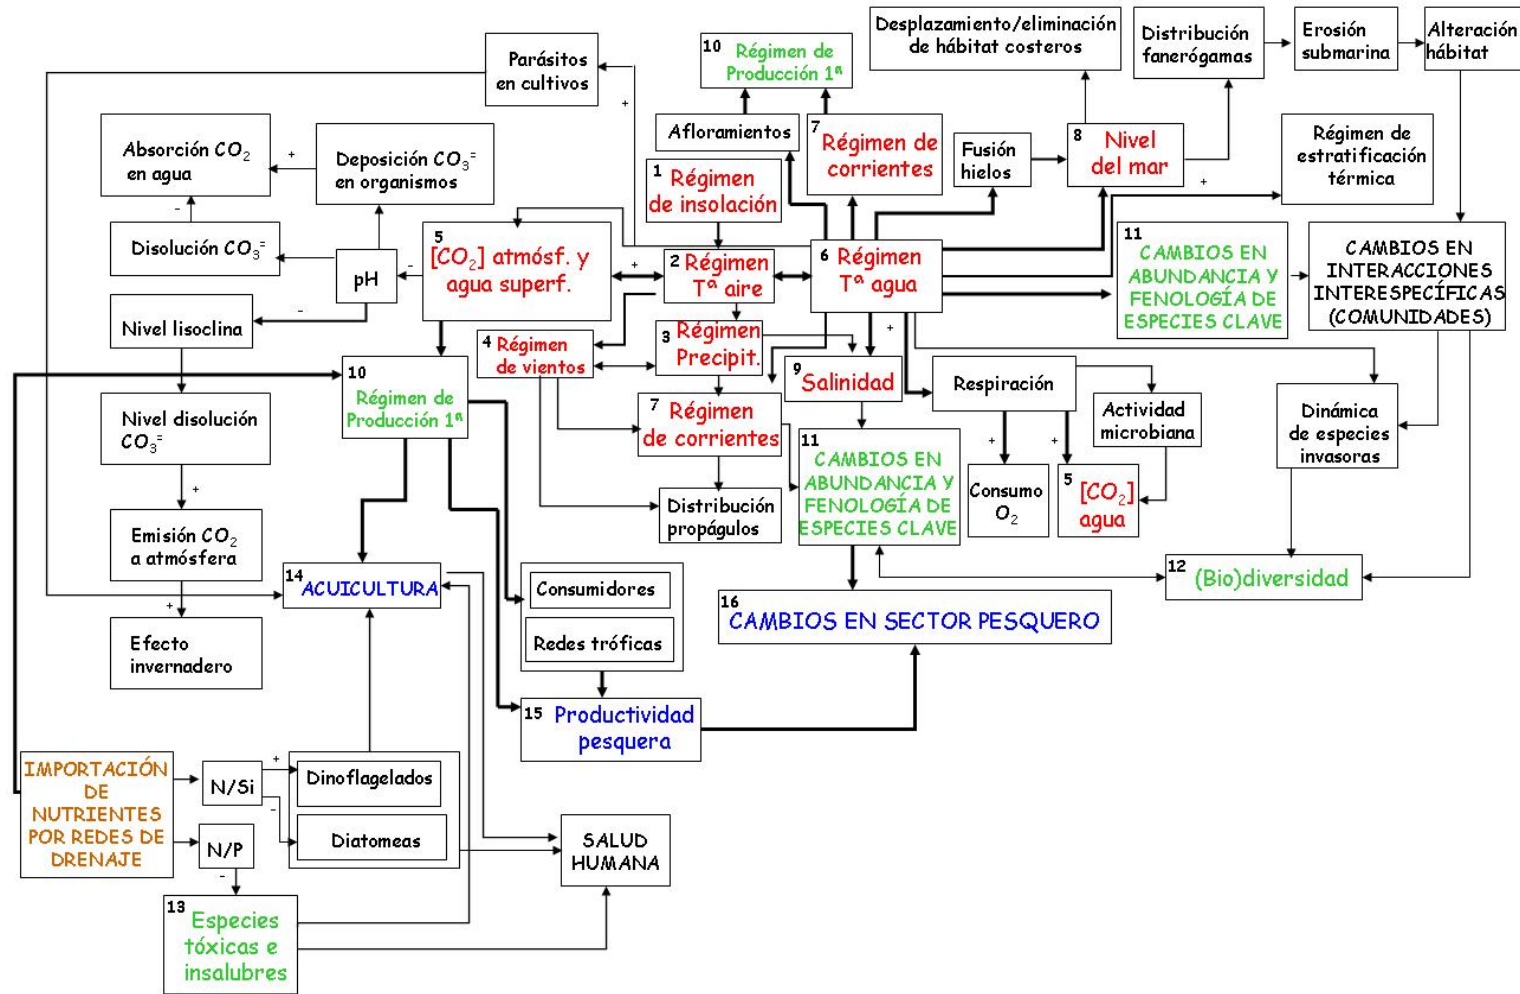 Desplazamiento/eliminación
de hábitat costeros
Distribución
fanerógamas
Erosión
submarina
Alteración
hábitat
Parásitos
en cultivos
+
10
Régimen de
Producción 1ª
Afloramientos
7
Régimen de
corrientes
Fusión
hielos
8
Nivel
del mar
Régimen de
estratificación
térmica
+
Absorción CO2
en agua
+
Deposición CO3=
en organismos
-
-
Disolución CO3=
-
pH
-
1
Régimen
de insolación
5
[CO2] atmósf. y
agua superf.
+
2
Régimen
Tª aire
6
Régimen
Tª agua
11
CAMBIOS EN
ABUNDANCIA Y
FENOLOGÍA DE
ESPECIES CLAVE
CAMBIOS EN
INTERACCIONES
INTERESPECÍFICAS
(COMUNIDADES)
Nivel lisoclina
-
4
Régimen
de vientos
3
Régimen
Precipit.
+
9
Salinidad
Respiración
Actividad
microbiana
Dinámica
de especies
invasoras
10
Régimen de
Producción 1ª
7
Régimen
de corrientes
11
CAMBIOS EN
ABUNDANCIA Y
FENOLOGÍA DE
ESPECIES CLAVE
+
+
Consumo
O2
5
[CO2]
agua
Nivel disolución
CO3=
+
Distribución
propágulos
Emisión CO2
a atmósfera
+
Efecto
invernadero
14
ACUICULTURA
Consumidores
Redes tróficas
12
(Bio)diversidad
16
CAMBIOS EN SECTOR PESQUERO
15
Productividad
pesquera
IMPORTACIÓN
DE
NUTRIENTES
POR REDES DE
DRENAJE
N/Si
+
-
Dinoflagelados
Diatomeas
N/P
-
SALUD
HUMANA
13
Especies
tóxicas e
insalubres